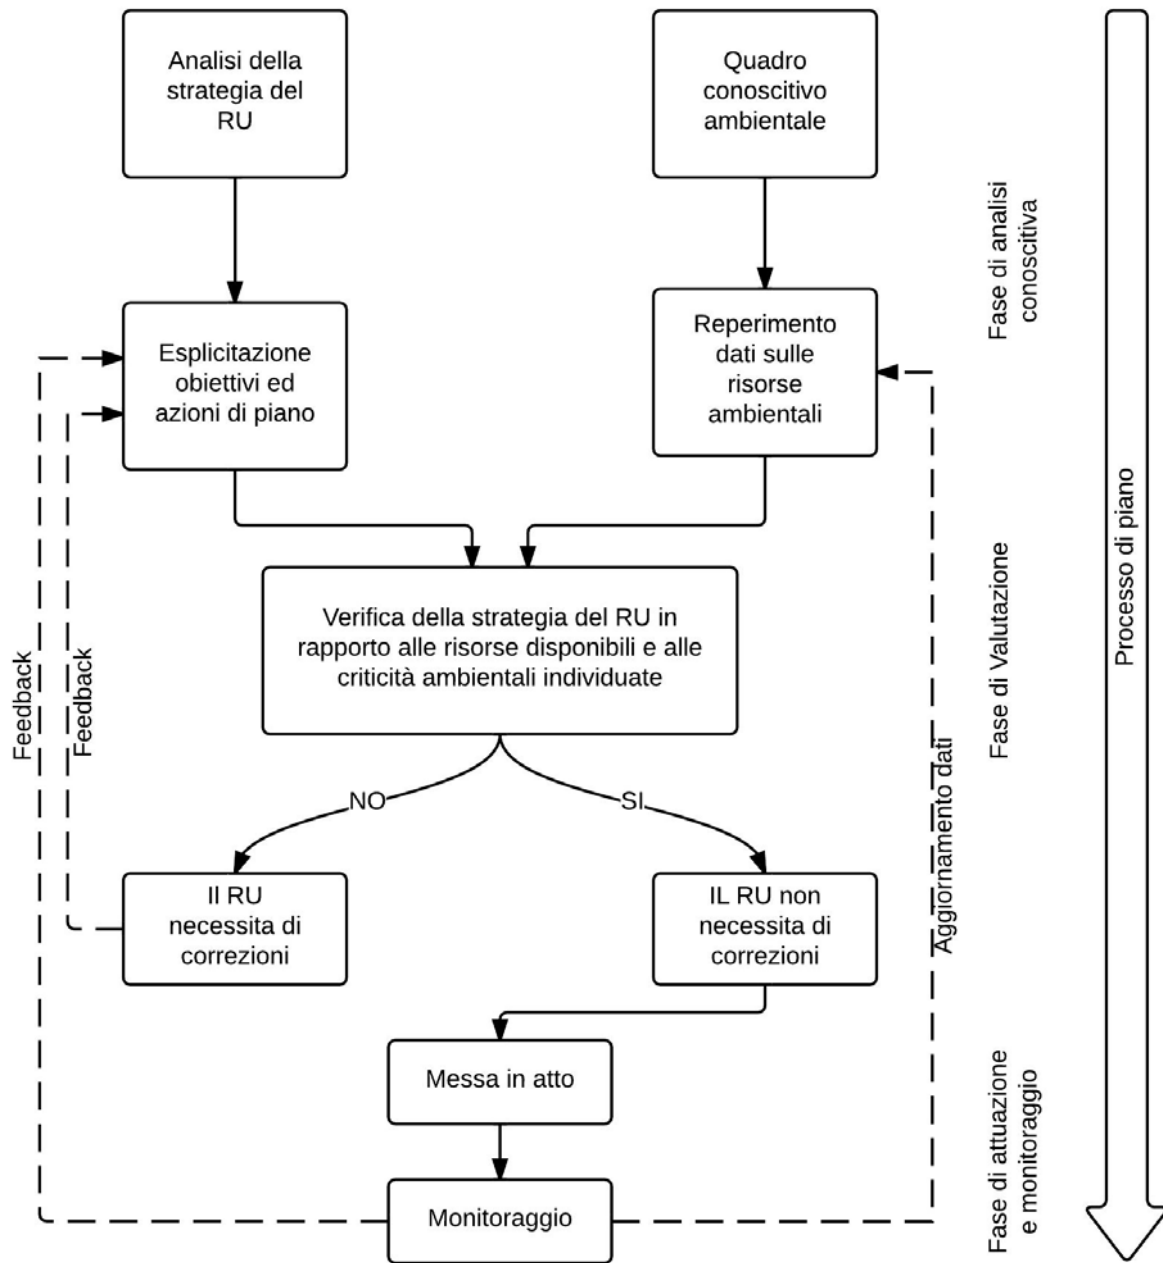 Analisi della
strategia del
RU
Quadro
conoscitivo
ambientale
Fase di analisi
conoscitiva
Esplicitazione
obiettivi ed
azioni di piano
Reperimento
dati sulle
risorse
ambientali
Processo di piano
Verifica della strategia del RU in
rapporto alle risorse disponibili e alle
criticità ambientali individuate
Fase di Valutazione
Feedback
Feedback
Aggiornamento dati
NO
SI
Il RU
necessita di
correzioni
IL RU non
necessita di
correzioni
Messa in atto
Monitoraggio
Fase di attuazione
e monitoraggio